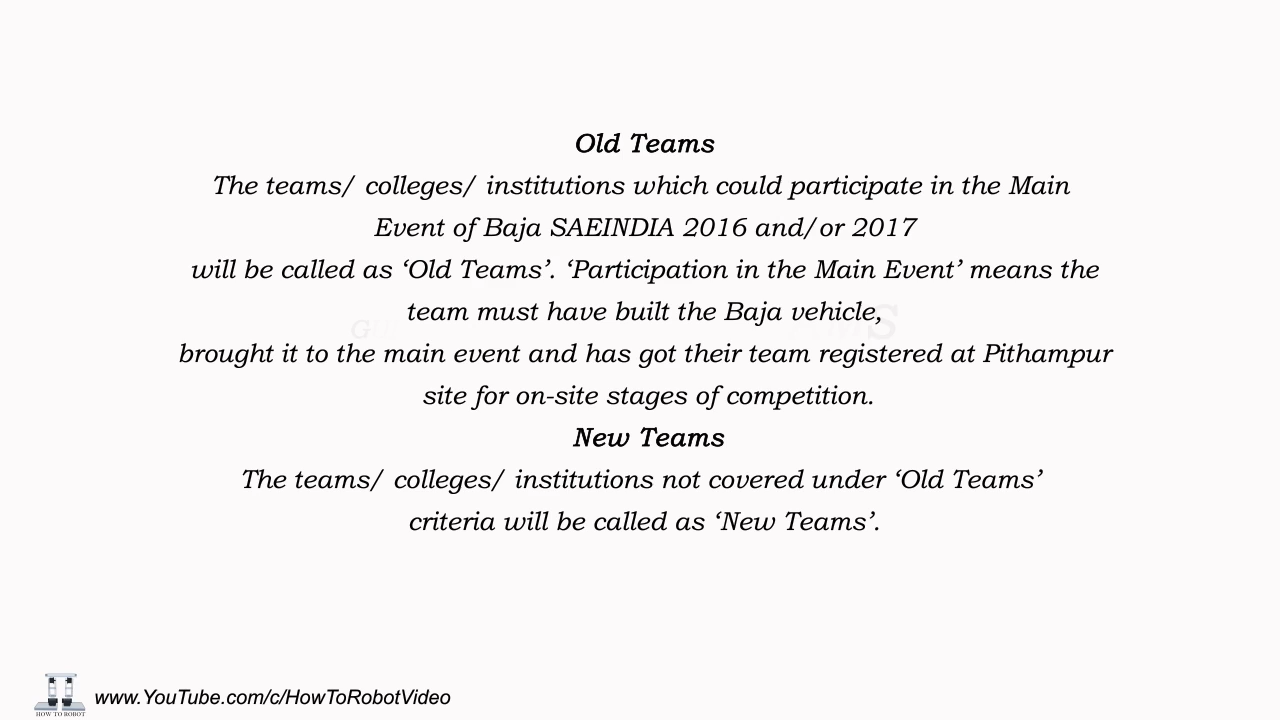 Old Teams
The teams/ colleges/ institutions which could participate in the Main
Event of Baja SAEINDIA 2016 and/or 2017
will be called as ‘Old Teams’. ‘Participation in the Main Event’ means the
team must have built the Baja vehicle,
brought it to the main event and has got their team registered at Pithampur
site for on-site stages of competition.
New Teams
The teams/ colleges/ institutions not covered under ‘Old Teams’
criteria will be called as ‘New Teams’.
HOW TO ROBOT
www.YouTube.com/c/HowToRobotVideo